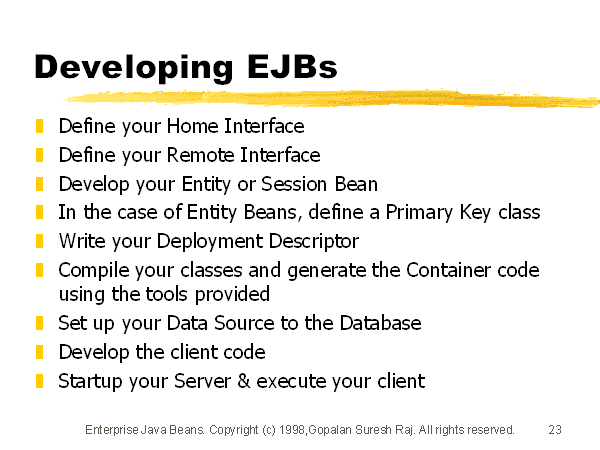 Developing EJBs
Define your Home Interface
Define your Remote Interface
Develop your Entity or Session Bean
In the case of Entity Beans, define a Primary Key class
Write your Deployment Descriptor
Compile your classes and generate the Container code
using the tools provided
Set up your Data Source to the Database
Develop the client code
Startup your Server & execute your client
Enterprise Java Beans. Copyright (c) 1998,Gopalan Suresh Raj. All rights reserved. 23